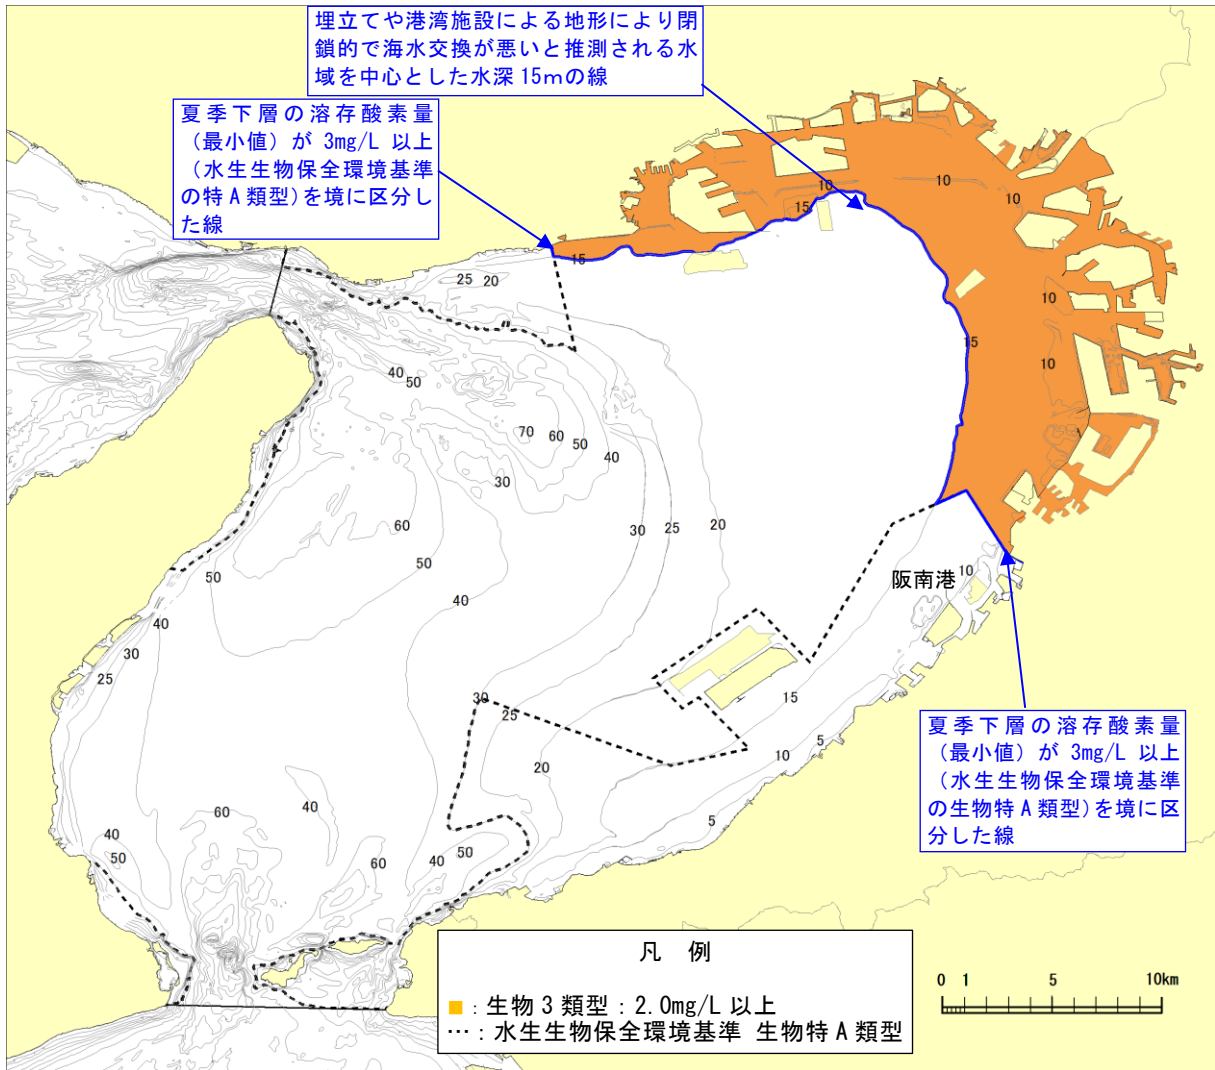 埋立てや港湾施設による地形により閉
鎖的で海水交換が悪いと推測される水
域を中心とした水深 15mの線
夏季下層の溶存酸素量
(最小値)が 3mg/L 以上
(水生生物保全環境基準
の特 A 類型)を境に区分し
た線
10
10
10
15
15
25
20
10
15
10
40
50
70
60
50
40
30
60
30
25
20
50
50
40
阪南港
10
40
30
25
30
25
15
20
10
5
夏季下層の溶存酸素量
(最小値)が 3mg/L 以上
(水生生物保全環境基準
の生物特 A 類型)を境に区
分した線
60
40
5
40
50
60
40
50
凡 例
■:生物 3 類型:2.0mg/L 以上
･･･:水生生物保全環境基準 生物特 A 類型
0 1 5 10km